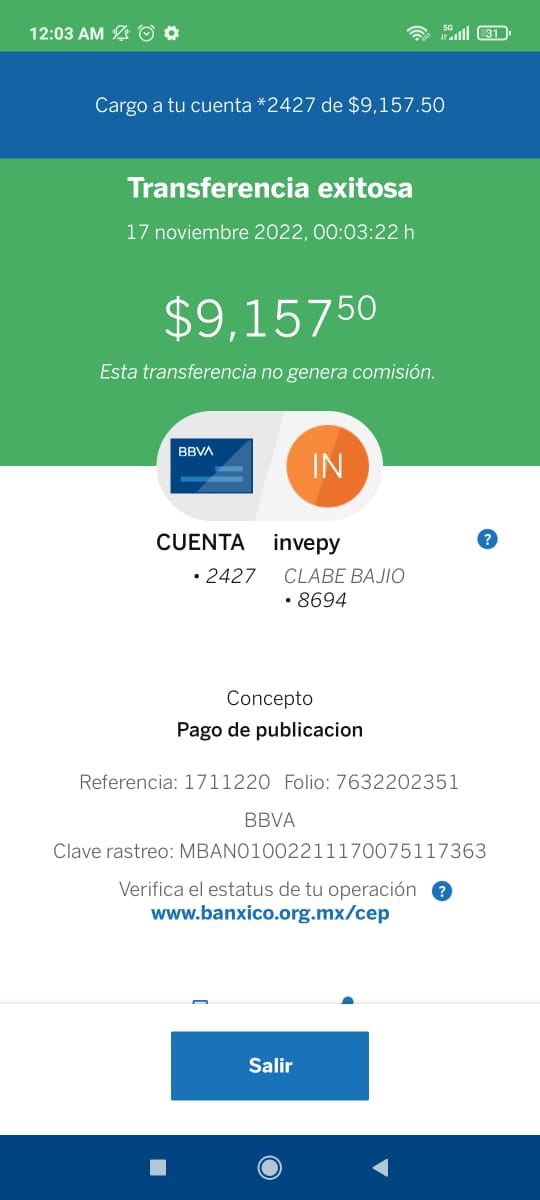 12:03 AM 5G 31
Cargo a tu cuenta *2427 de $9,157.50
Transferencia exitosa
17 noviembre 2022, 00:03:22 h
$9,157 50
Esta transferencia no genera comisión.
BBVA IN
CUENTA invepy ?
• 2427 CLABE BAJIO
• 8694
Concepto
Pago de publicacion
Referencia: 1711220 Folio: 7632202351
BBVA
Clave rastreo: MBAN01002211170075117363
Verifica el estatus de tu operación ?
www.banxico.org.mx/cep
Salir